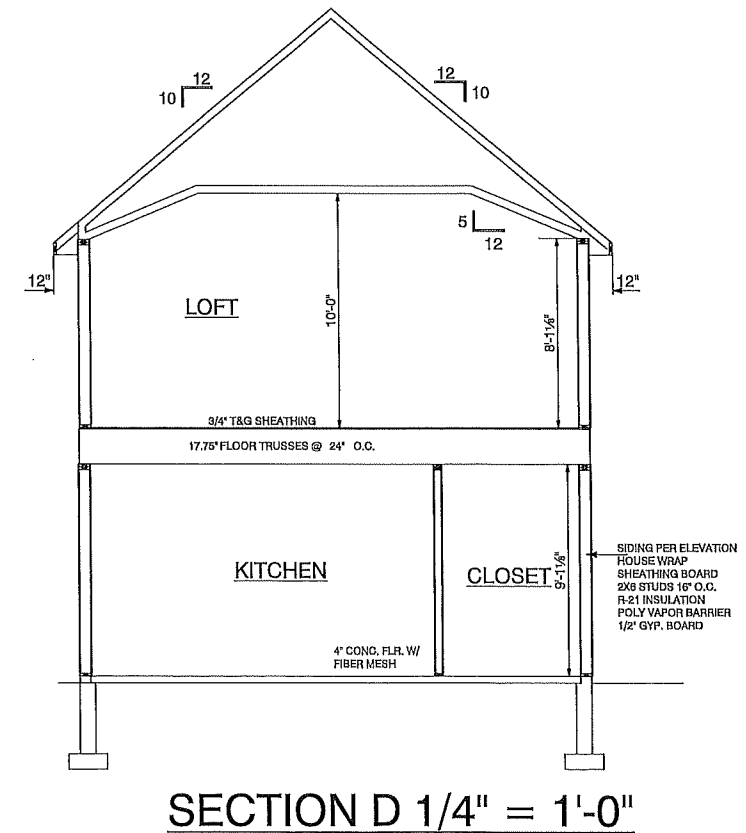 12
10
12
10
5
12
12"
12"
LOFT
10'-0"
8'-1⅛"
3/4" T&G SHEATHING
17.75" FLOOR TRUSSES @ 24" O.C.
KITCHEN
CLOSET
9'-1⅛"
SIDING PER ELEVATION
HOUSE WRAP
SHEATHING BOARD
2X6 STUDS 16" O.C.
R-21 INSULATION
POLY VAPOR BARRIER
1/2" GYP. BOARD
4" CONC. FLR. W/
FIBER MESH
SECTION D 1/4" = 1'-0"